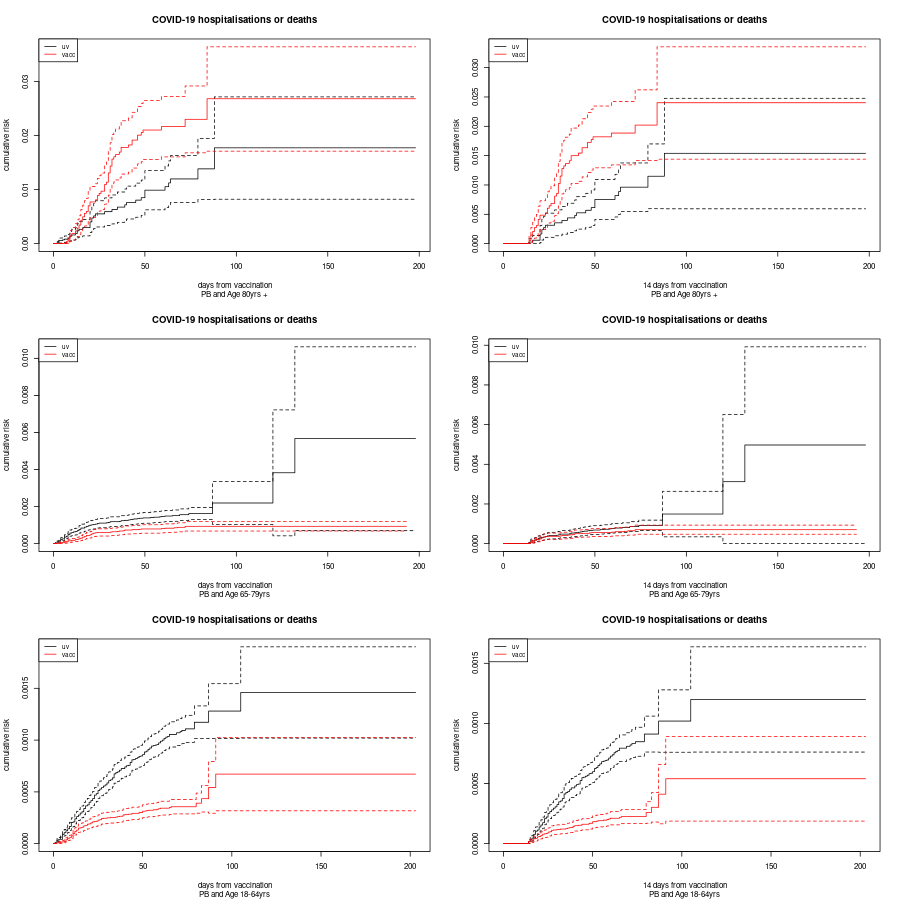 COVID-19 hospitalisations or deaths
uv
vacc
cumulative risk
0.00
0.01
0.02
0.03
0
50
100
150
200
days from vaccination
PB and Age 80yrs +
COVID-19 hospitalisations or deaths
uv
vacc
cumulative risk
0.000
0.005
0.010
0.015
0.020
0.025
0.030
0
50
100
150
200
14 days from vaccination
PB and Age 80yrs +
COVID-19 hospitalisations or deaths
uv
vacc
cumulative risk
0.000
0.002
0.004
0.006
0.008
0.010
0
50
100
150
200
days from vaccination
PB and Age 65-79yrs
COVID-19 hospitalisations or deaths
uv
vacc
cumulative risk
0.000
0.002
0.004
0.006
0.008
0.010
0
50
100
150
200
14 days from vaccination
PB and Age 65-79yrs
COVID-19 hospitalisations or deaths
uv
vacc
cumulative risk
0.0000
0.0005
0.0010
0.0015
0
50
100
150
200
days from vaccination
PB and Age 18-64yrs
COVID-19 hospitalisations or deaths
uv
vacc
cumulative risk
0.0000
0.0005
0.0010
0.0015
0
50
100
150
200
14 days from vaccination
PB and Age 18-64yrs